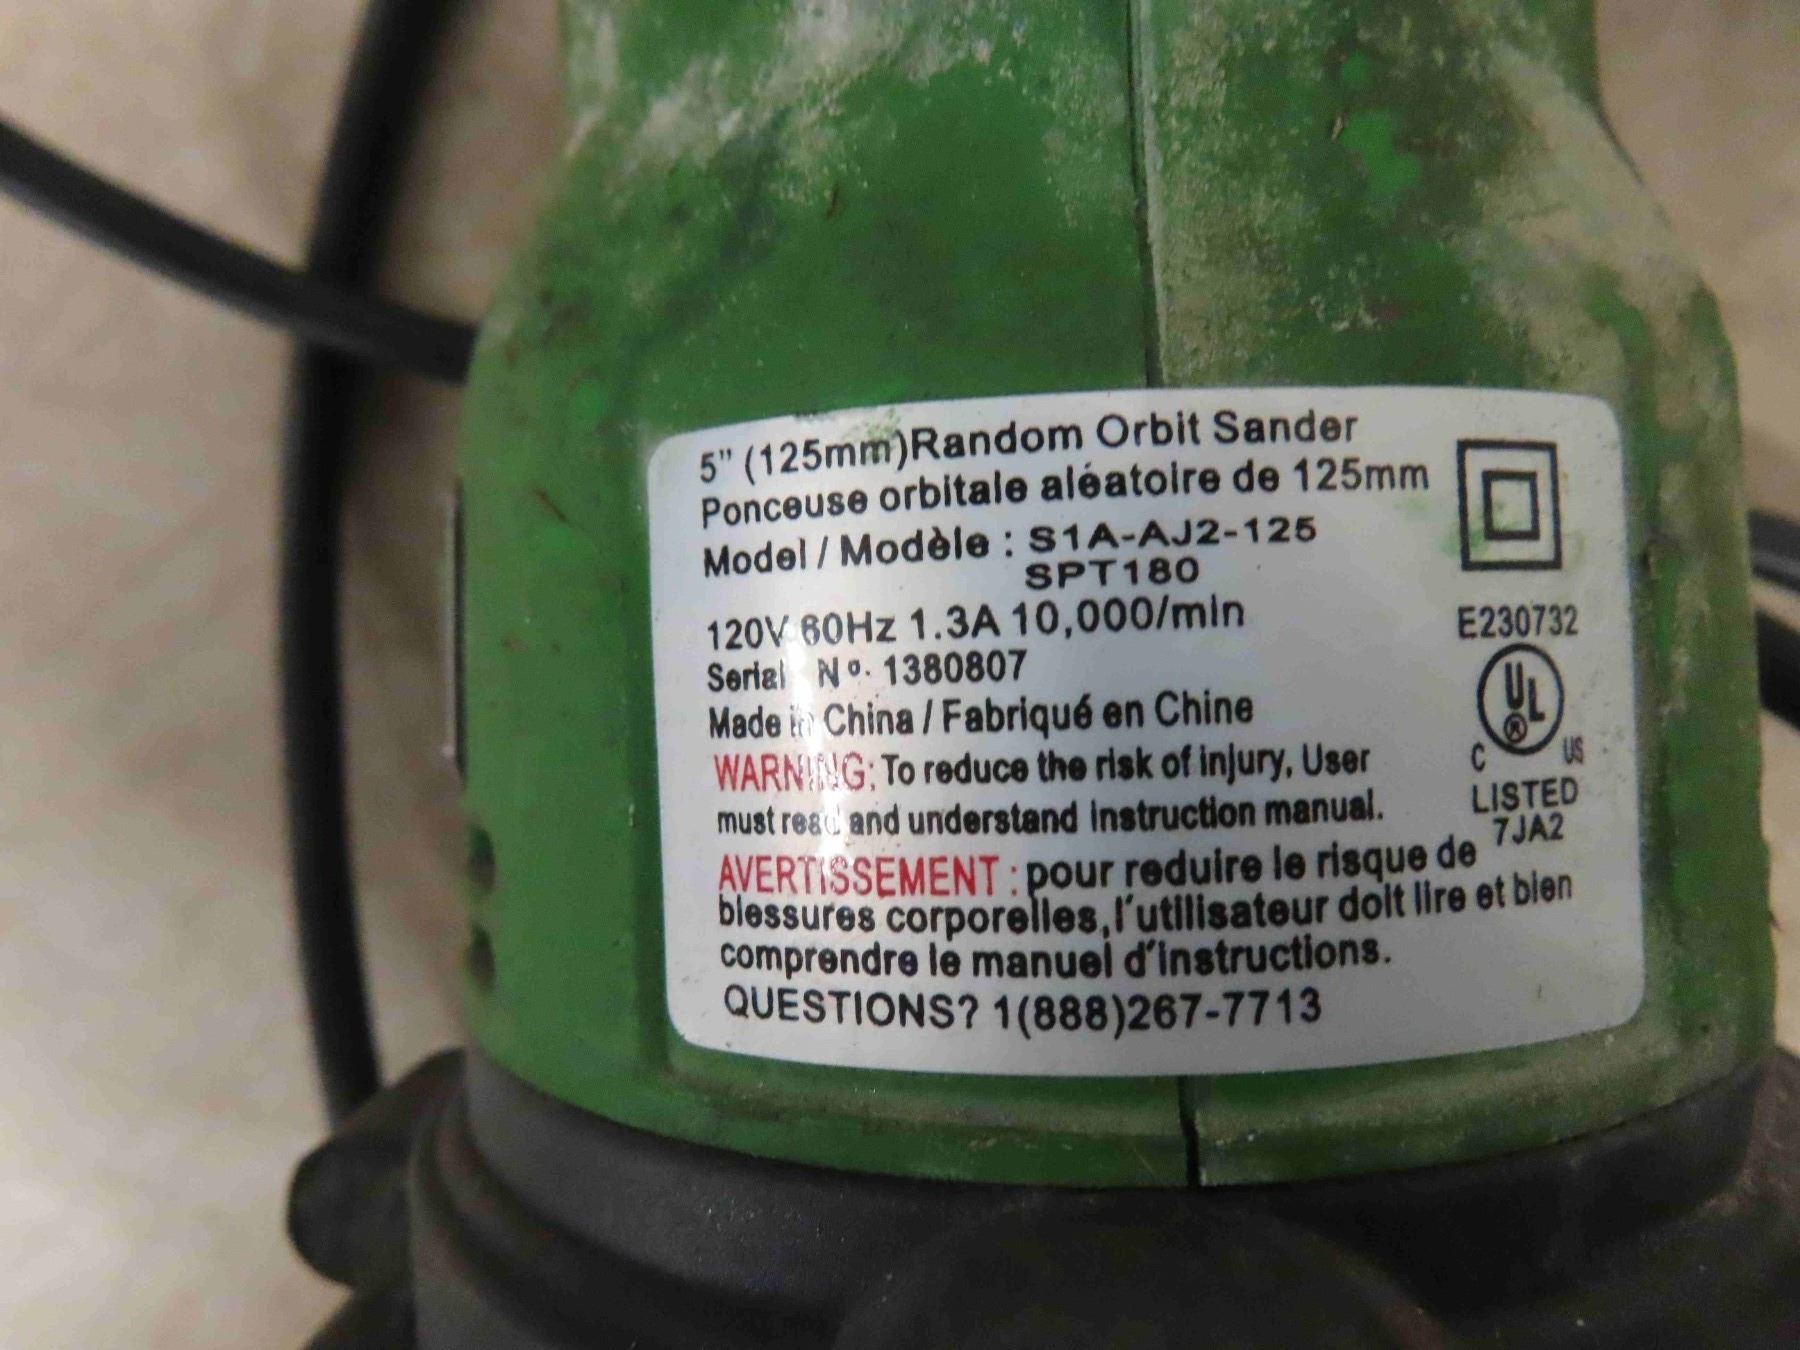 5" (125mm)Random Orbit Sander
Ponceuse orbitale aléatoire de 125mm
Model / Modèle : S1A-AJ2-125
SPT180
120V 60Hz 1.3A 10,000/min
Serial Nº. 1380807
Made in China / Fabriqué en Chine
WARNING: To reduce the risk of injury, User
must read and understand instruction manual.
AVERTISSEMENT : pour reduire le risque de
blessures corporelles, l'utilisateur doit lire et bien
comprendre le manuel d'instructions.
QUESTIONS? 1(888)267-7713
E230732
UL ®
C US
LISTED
7JA2